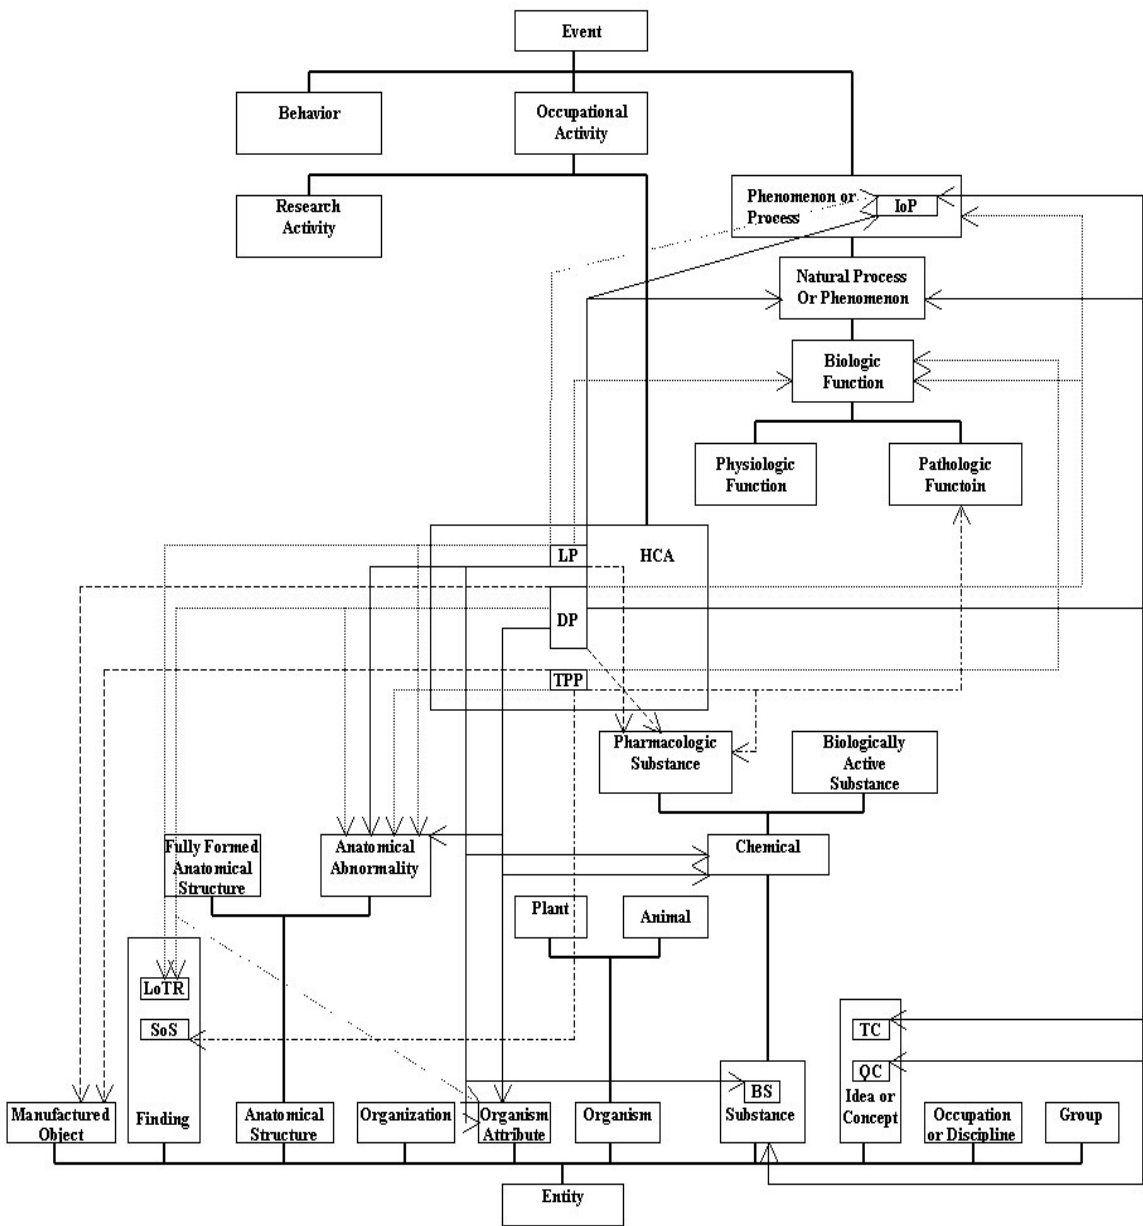 Event
Behavior
Occupational
Activity
Research
Activity
Phenomenon or
Process
IoP
Natural Process
Or Phenomenon
Biologic
Function
Physiologic
Function
Pathologic
Functoin
LP
HCA
DP
TPP
Pharmacologic
Substance
Biologically
Active
Substance
Fully Formed
Anatomical
Structure
Anatomical
Abnormality
Chemical
Plant
Animal
LoTR
SoS
TC
QC
BS
Manufactured
Object
Finding
Anatomical
Structure
Organization
Organism
Attribute
Organism
Substance
Idea or
Concept
Occupation
or Discipline
Group
Entity